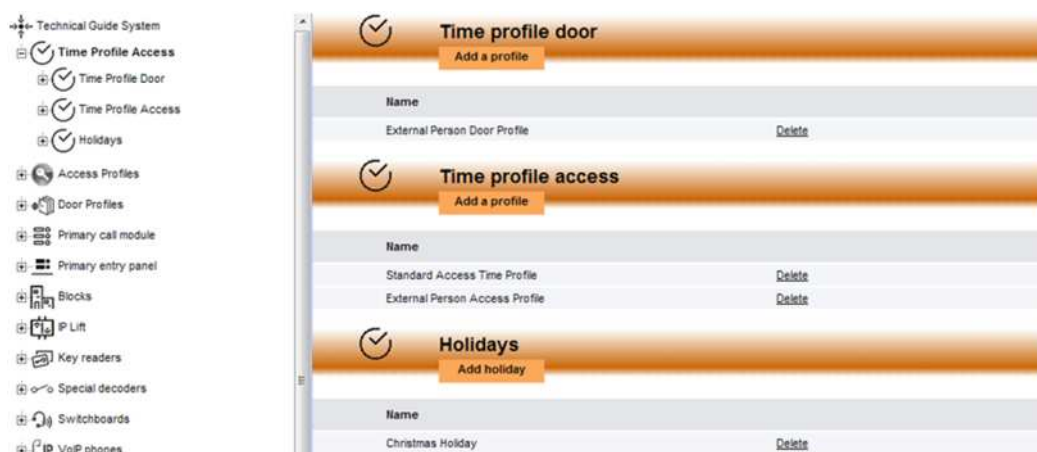 Technical Guide System
Time Profile Access
Time Profile Door
Time Profile Access
Holidays
Access Profiles
Door Profiles
Primary call module
Primary entry panel
Blocks
IP Lift
Key readers
Special decoders
Switchboards
IP VoIP phones
Time profile door
Add a profile
Name
External Person Door Profile Delete
Time profile access
Add a profile
Name
Standard Access Time Profile Delete
External Person Access Profile Delete
Holidays
Add holiday
Name
Christmas Holiday Delete